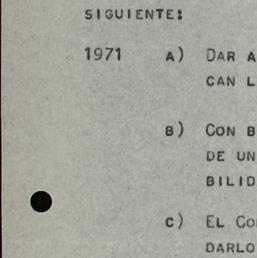 SIGUIENTE:
1971 A) DAR A
CAN L
B) CON B
DE UN
BILID
C) EL CO
DARLO